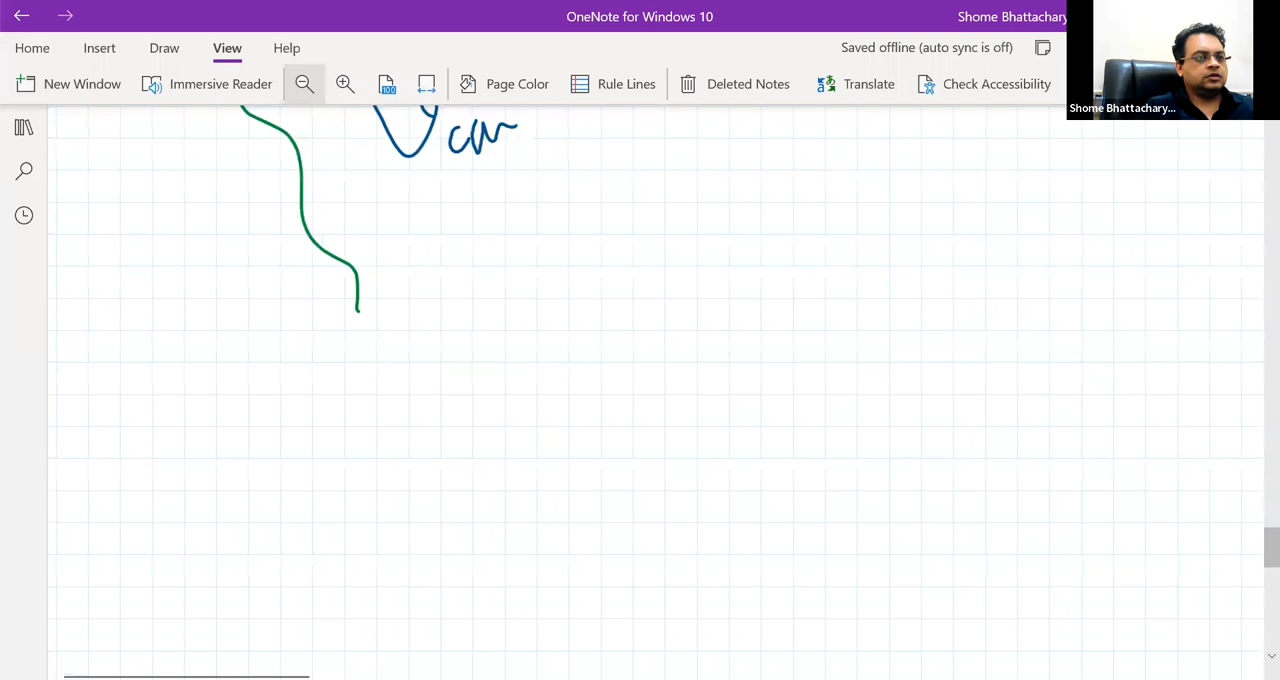 OneNote for Windows 10
Shome Bhattachary
Home Insert Draw View Help
Saved offline (auto sync is off)
New Window Immersive Reader 100 Page Color Rule Lines Deleted Notes Translate Check Accessibility
Shome Bhattachary...